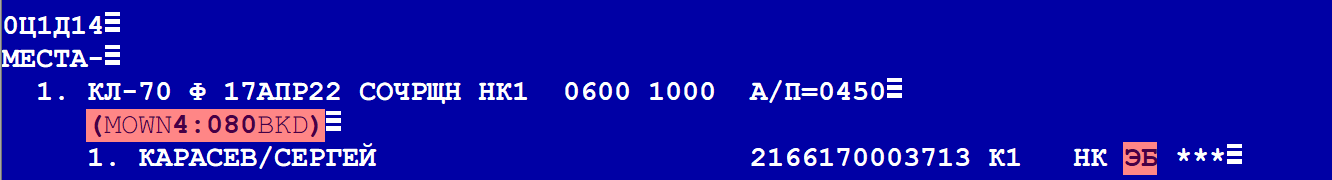 0Ц1Д14
МЕСТА-
1. КЛ-70 Ф 17АПР22 СОЧРЩН НК1 0600 1000 А/П=0450
(MOWN4:080BKD)
1. КАРАСЕВ/СЕРГЕЙ 2166170003713 К1 НК ЭБ ***